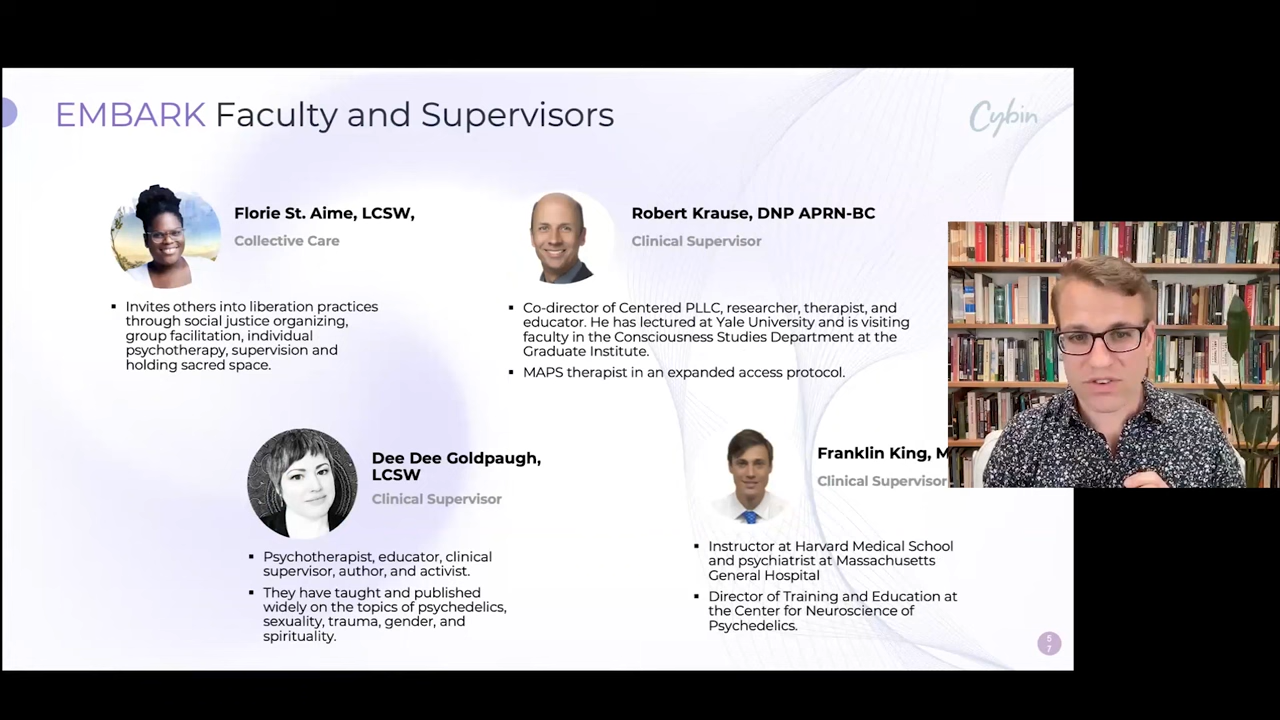 EMBARK Faculty and Supervisors
Cybin
Florie St. Aime, LCSW,
Collective Care
Invites others into liberation practices
through social justice organizing,
group facilitation, individual
psychotherapy, supervision and
holding sacred space.
Robert Krause, DNP APRN-BC
Clinical Supervisor
Co-director of Centered PLLC, researcher, therapist, and
educator. He has lectured at Yale University and is visiting
faculty in the Consciousness Studies Department at the
Graduate Institute.
MAPS therapist in an expanded access protocol.
Dee Dee Goldpaugh,
LCSW
Clinical Supervisor
Psychotherapist, educator, clinical
supervisor, author, and activist.
They have taught and published
widely on the topics of psychedelics,
sexuality, trauma, gender, and
spirituality.
Franklin King, M
Clinical Supervisor
Instructor at Harvard Medical School
and psychiatrist at Massachusetts
General Hospital
Director of Training and Education at
the Center for Neuroscience of
Psychedelics.
5
7